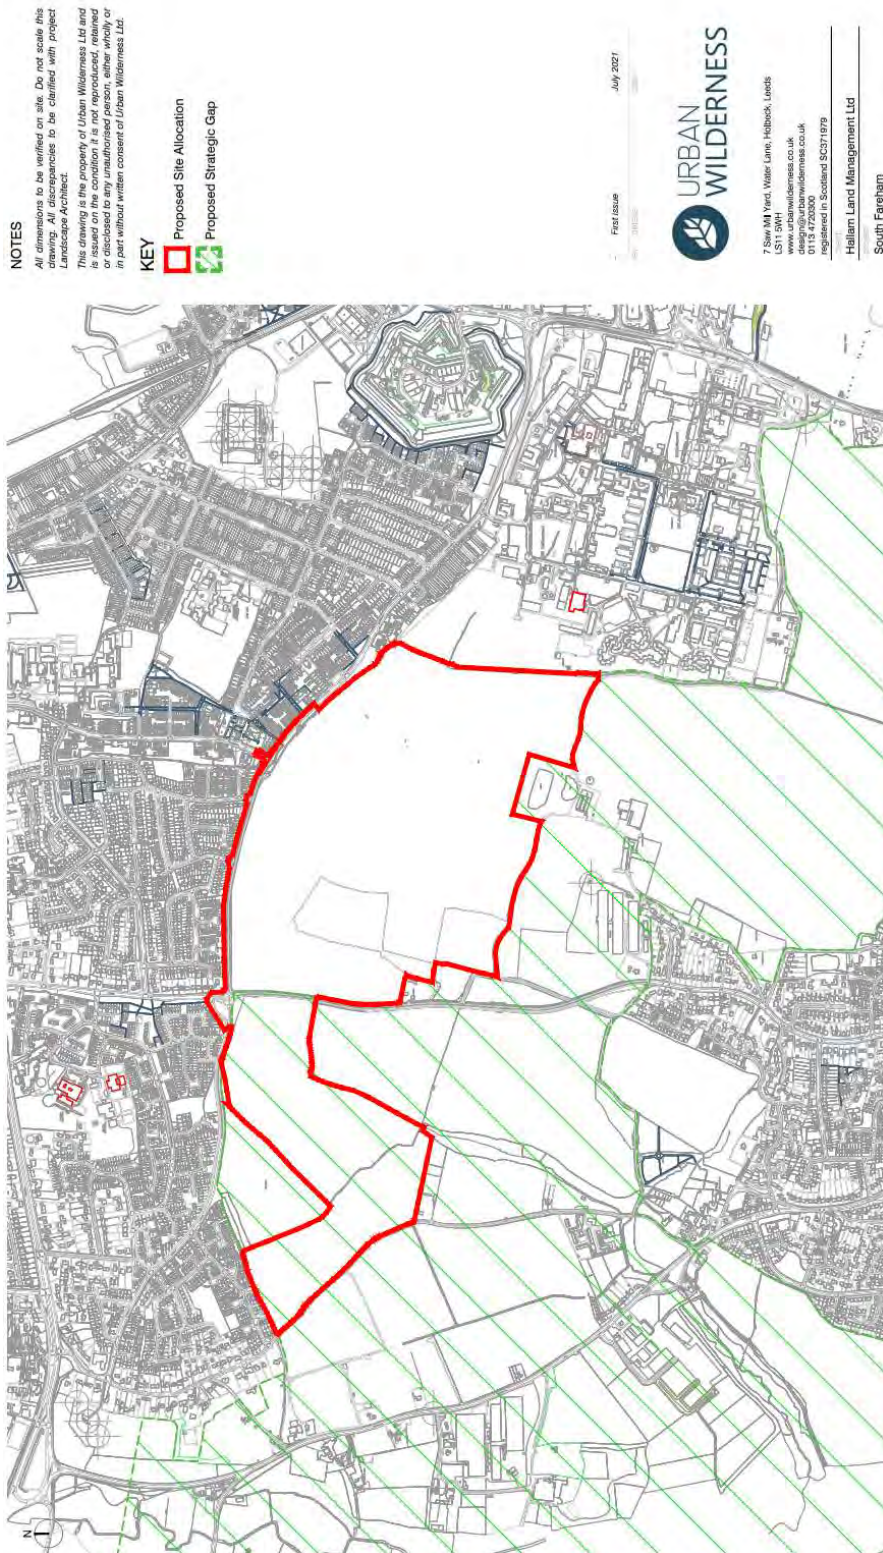 NOTES
All dimensions to be verified on site. Do not scale this
drawing. All discrepancies to be clarified with project
Landscape Architect.
This drawing is the property of Urban Wilderness Ltd and
is issued on the condition it is not reproduced, retained
or disclosed to any unauthorised person, either wholly or
in part without written consent of Urban Wilderness Ltd.
KEY
Proposed Site Allocation
Proposed Strategic Gap
- First issue July 2021
URBAN
WILDERNESS
7 Saw Mill Yard, Water Lane, Holbeck, Leeds
LS11 5WH
www.urbanwilderness.co.uk
design@urbanwilderness.co.uk
0113 4720300
registered in Scotland SC371979
Hallam Land Management Ltd
South Fareham
N